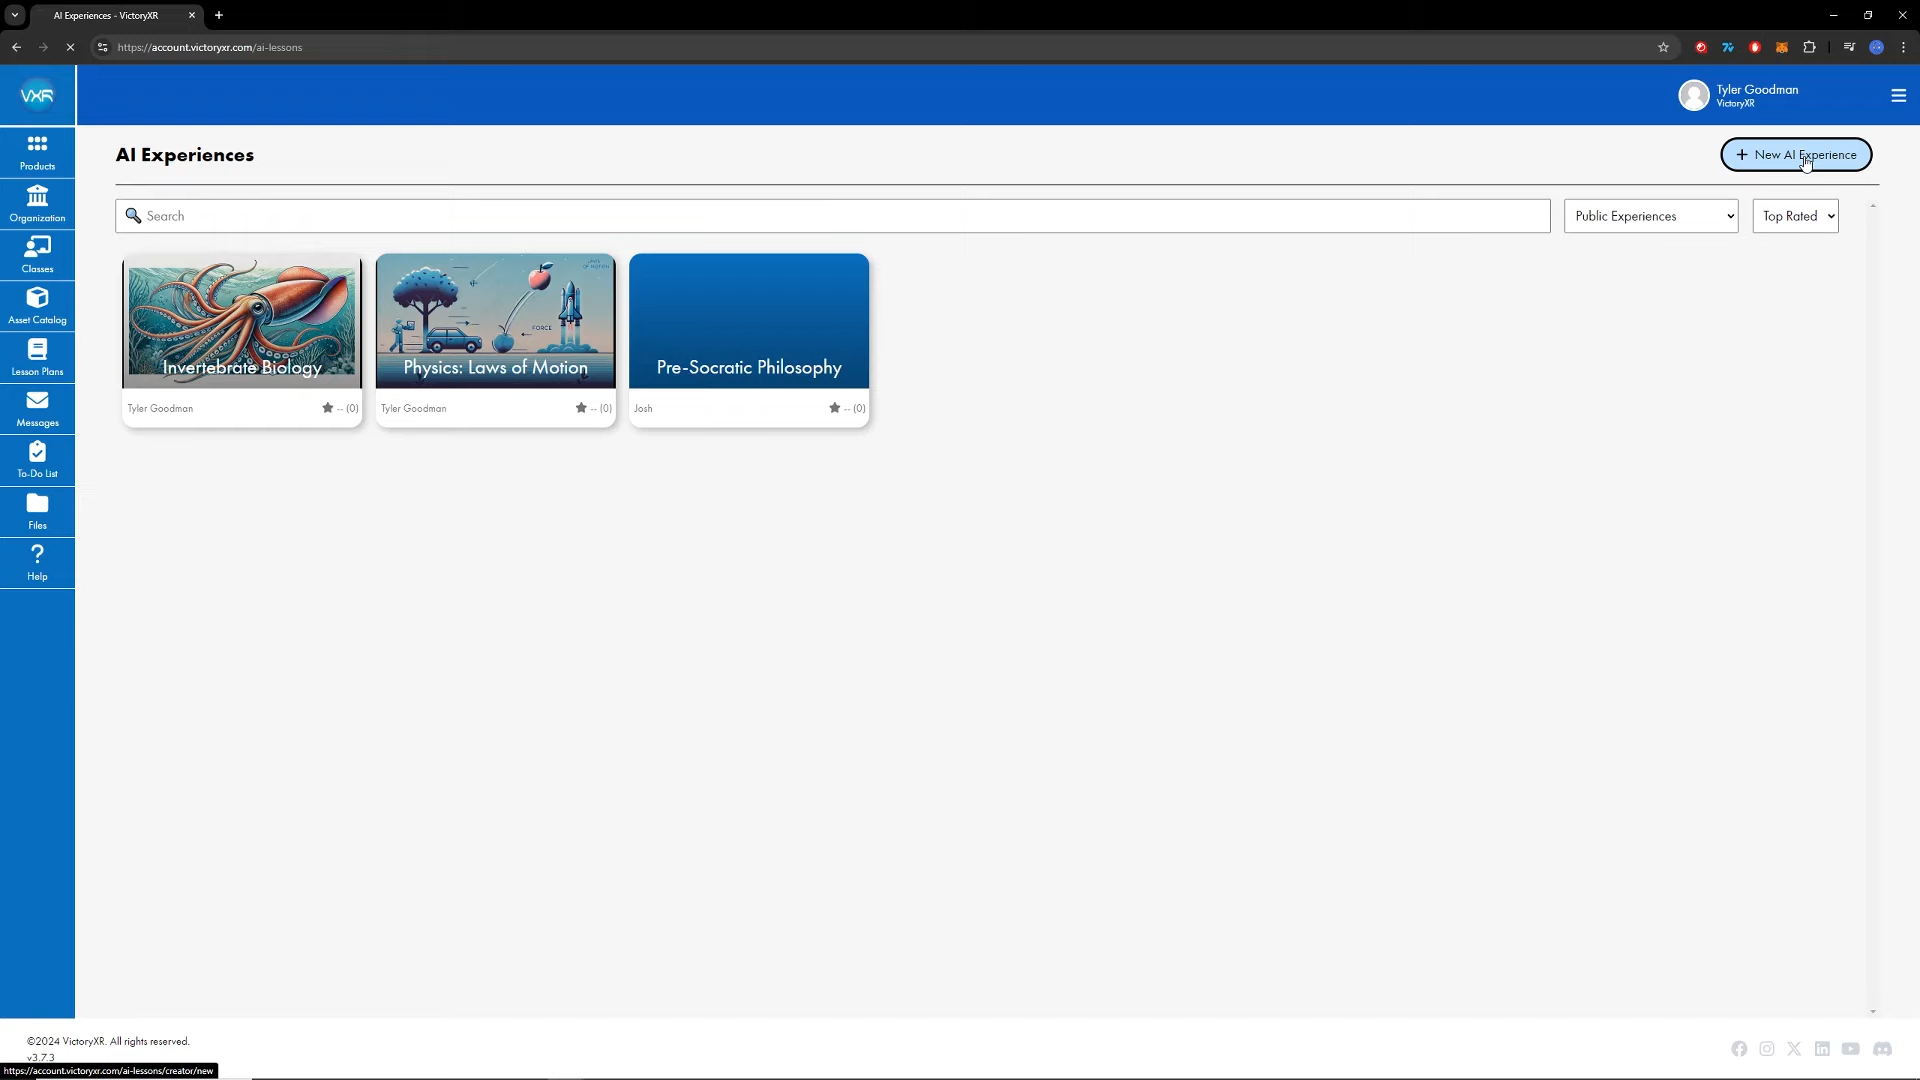 AI Experiences - VictoryXR
https://account.victoryxr.com/ai-lessons
VXR
Tyler Goodman
VictoryXR
Products
Organization
Classes
Asset Catalog
Lesson Plans
Messages
To-Do List
Files
? Help
AI Experiences
+ New AI Experience
Search
Public Experiences
Top Rated
Invertebrate Biology
Tyler Goodman
-- (0)
FORCE
Physics: Laws of Motion
Tyler Goodman
-- (0)
Pre-Socratic Philosophy
Josh
-- (0)
©2024 VictoryXR. All rights reserved.
v3.7.3
https://account.victoryxr.com/ai-lessons/creator/new